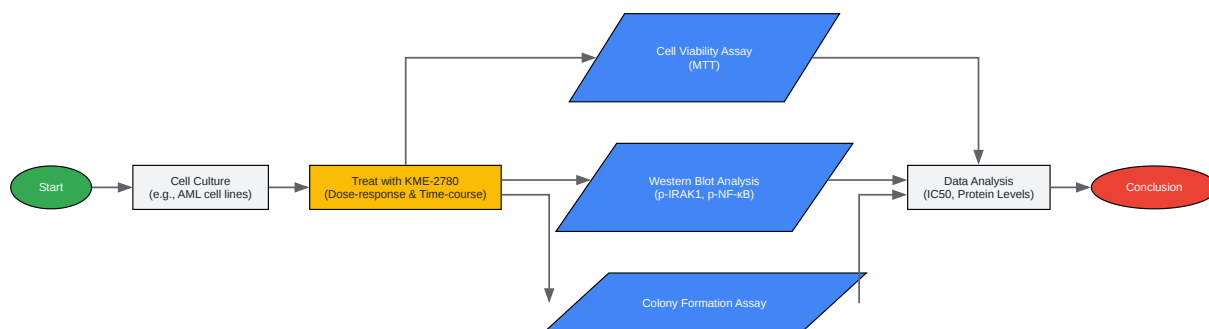 Start
Cell Culture
(e.g., AML cell lines)
Treat with KME-2780
(Dose-response & Time-course)
Cell Viability Assay
(MTT)
Western Blot Analysis
(p-IRAK1, p-NF-κB)
Colony Formation Assay
Data Analysis
(IC50, Protein Levels)
Conclusion